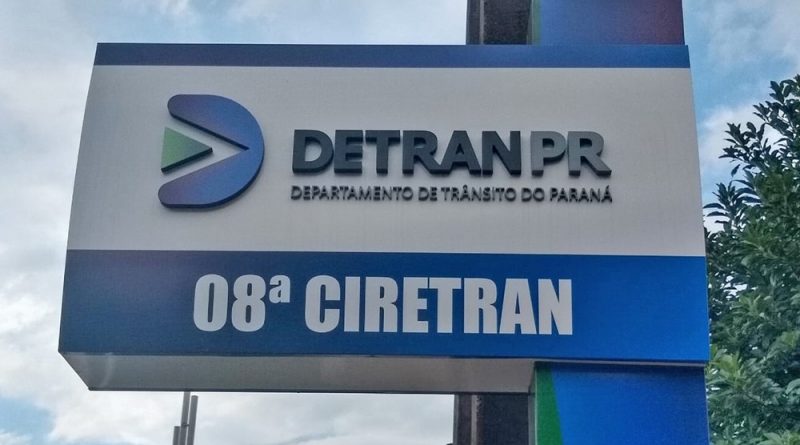 DETRAN PR
DEPARTAMENTO DE TRÂNSITO DO PARANÁ
08ª CIRETRAN